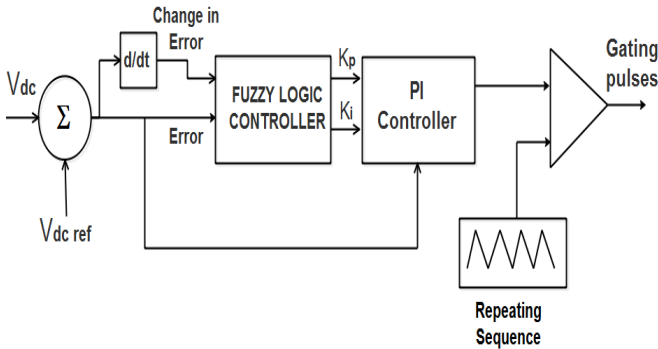 Change in
Error
d/dt
Vdc
Σ
Error
Vdc ref
FUZZY LOGIC
CONTROLLER
Kp
Ki
PI
Controller
Gating
pulses
Repeating
Sequence